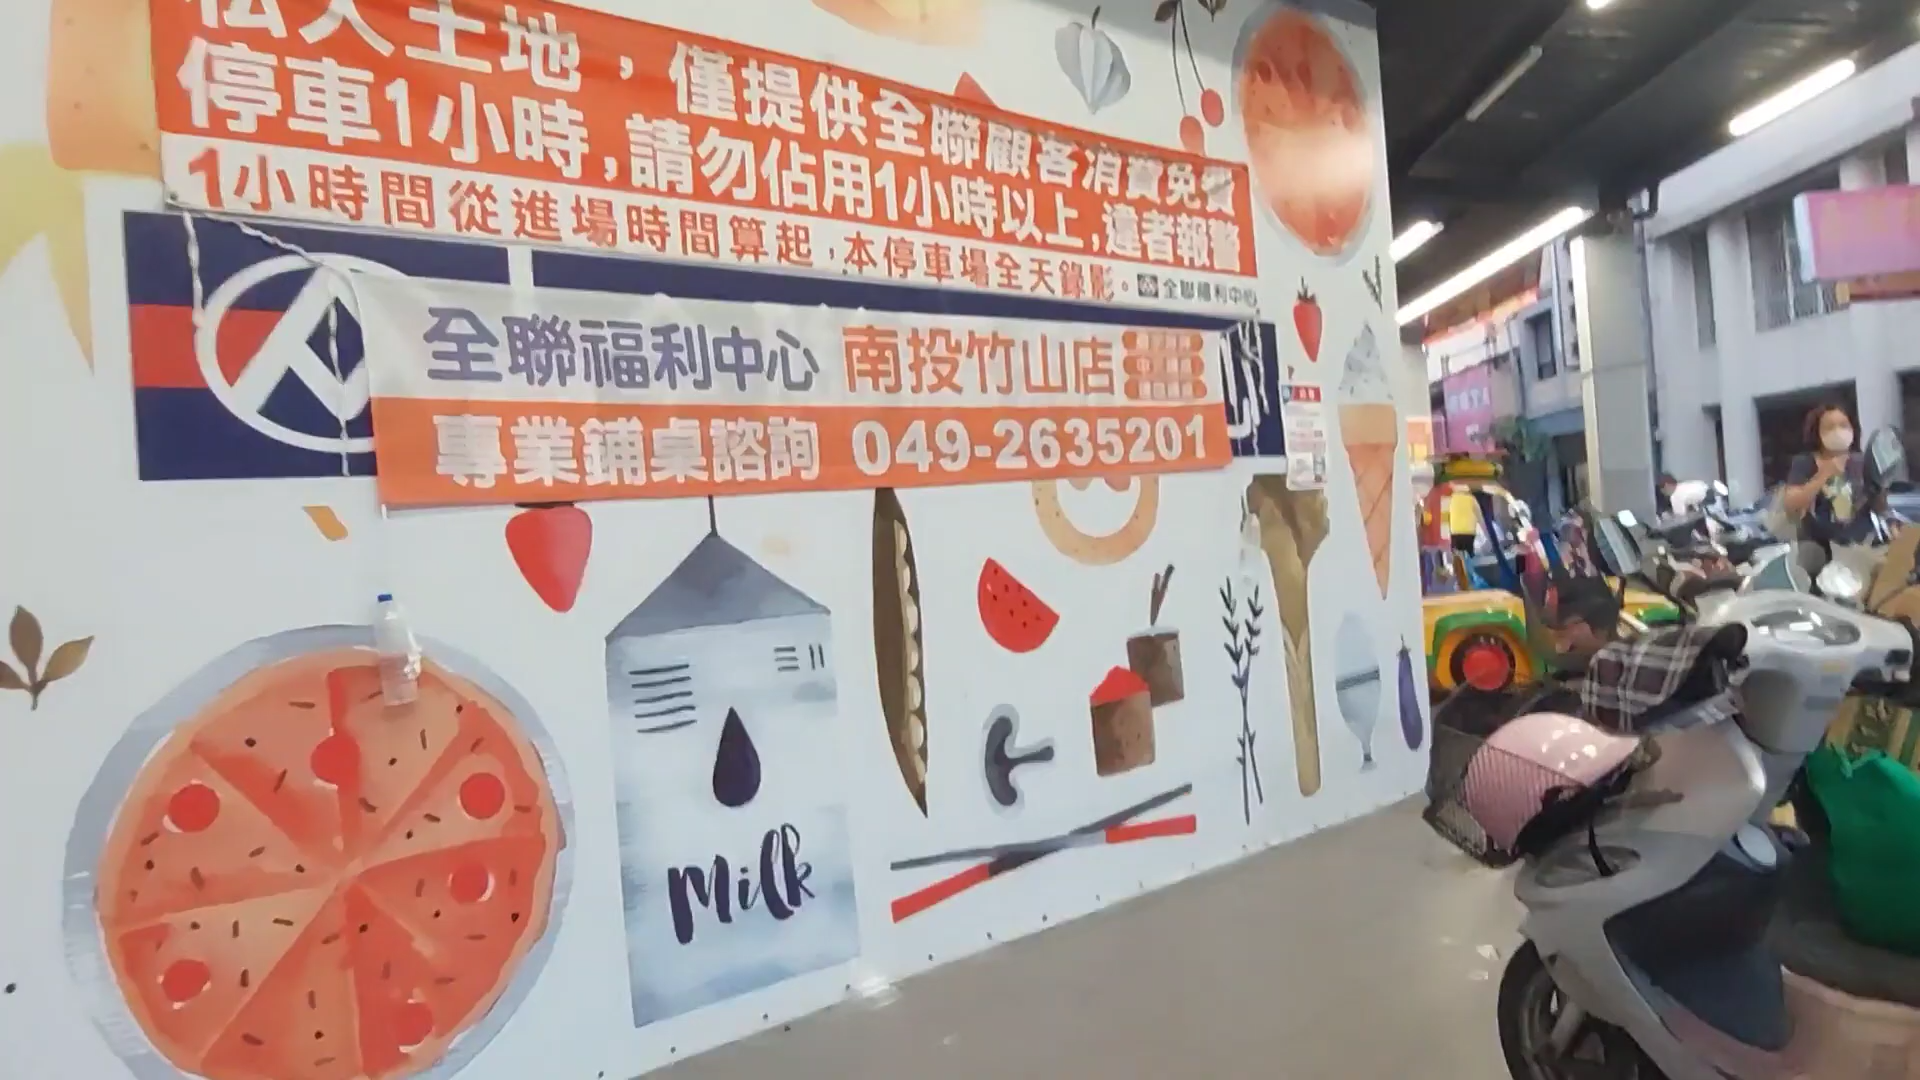 私人土地，僅提供全聯顧客消費免費
停車1小時，請勿佔用1小時以上，違者報警
1小時間從進場時間算起，本停車場全天錄影。全聯福利中心
全聯福利中心 南投竹山店
專業鋪桌諮詢 049-2635201
Milk